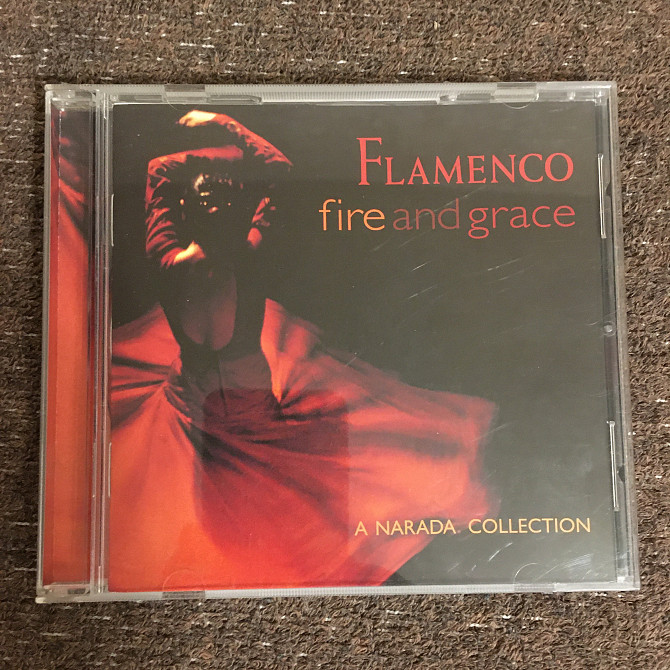 FLAMENCO
fire and grace
A NARADA COLLECTION